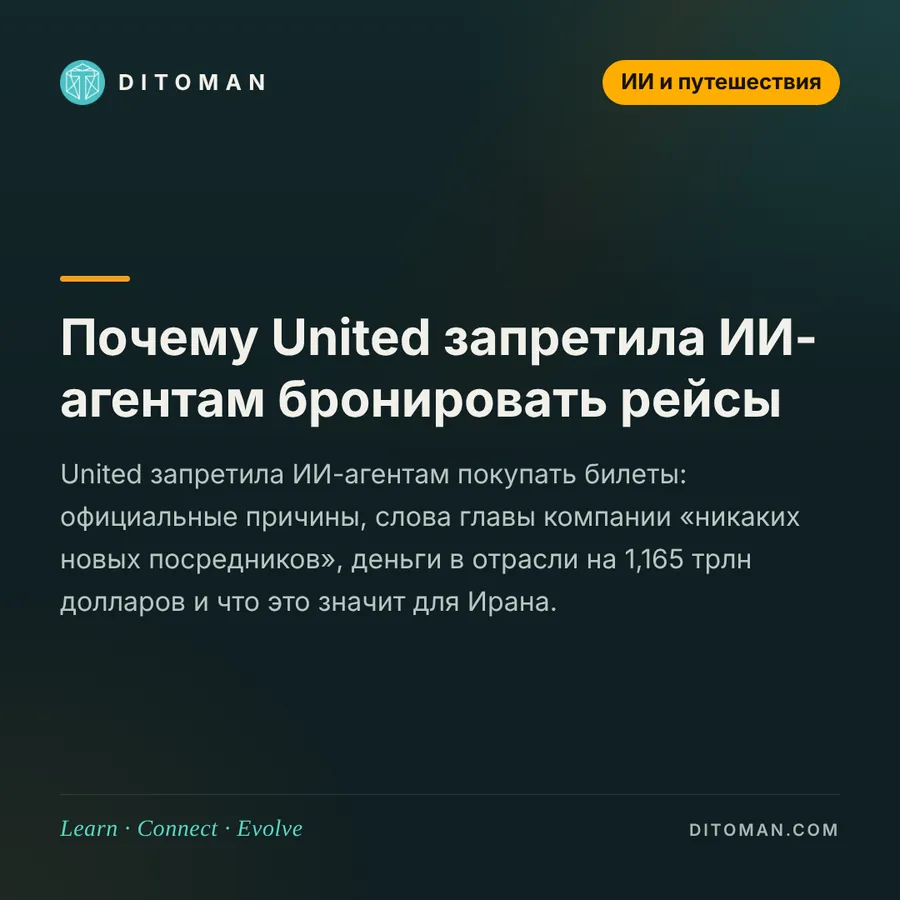 DITOMAN
ИИ и путешествия
Почему United запретила ИИ-
агентам бронировать рейсы
United запретила ИИ-агентам покупать билеты:
официальные причины, слова главы компании «никаких
новых посредников», деньги в отрасли на 1,165 трлн
долларов и что это значит для Ирана.
Learn · Connect · Evolve
DITOMAN.COM